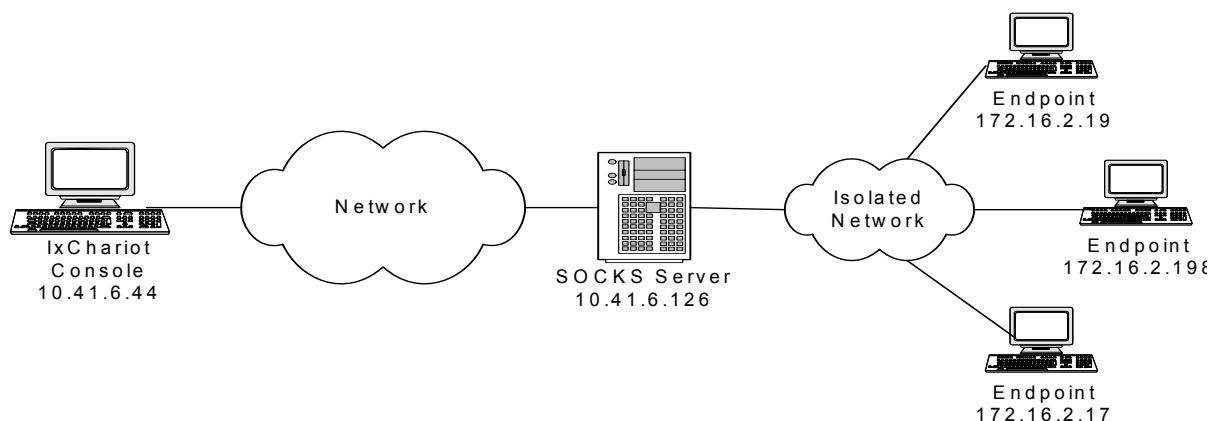 IxChariot
Console
10.41.6.44
Network
SOCKS Server
10.41.6.126
Isolated
Network
Endpoint
172.16.2.19
Endpoint
172.16.2.198
Endpoint
172.16.2.17